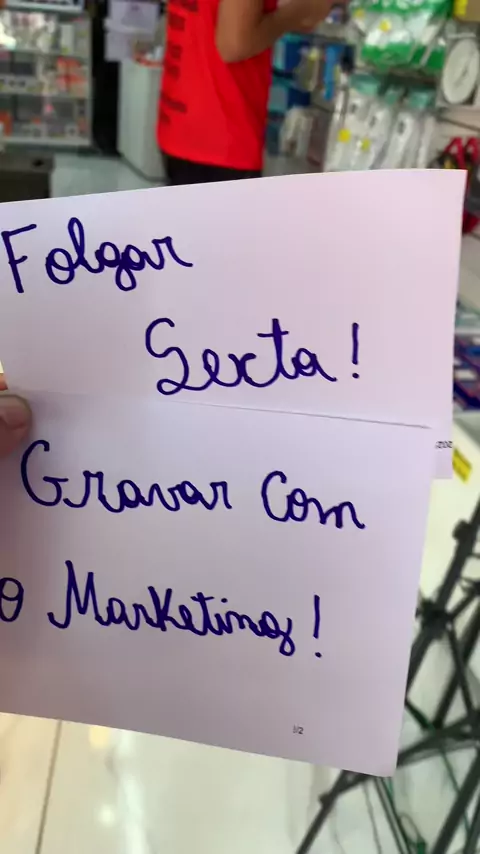 Folgar
Sexta!
Gravar Com
o Marketing!